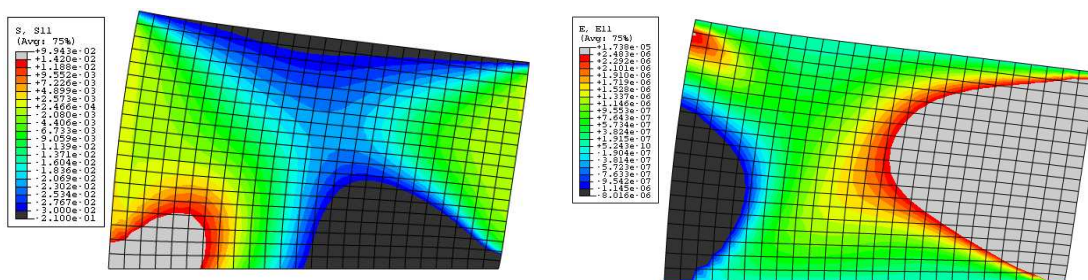 S, S11
(Avg: 75%)
+9.943e-02
+1.420e-02
+1.188e-02
+9.552e-03
+7.226e-03
+4.899e-03
+2.573e-03
+2.466e-04
-2.080e-03
-4.406e-03
-6.733e-03
-9.059e-03
-1.139e-02
-1.371e-02
-1.604e-02
-1.836e-02
-2.069e-02
-2.302e-02
-2.534e-02
-2.767e-02
-3.000e-02
-2.100e-01
E, E11
(Avg: 75%)
+1.738e-05
+2.483e-06
+2.292e-06
+2.101e-06
+1.910e-06
+1.719e-06
+1.528e-06
+1.337e-06
+1.146e-06
+9.553e-07
+7.643e-07
+5.734e-07
+3.824e-07
+1.915e-07
+5.243e-10
-1.904e-07
-3.814e-07
-5.723e-07
-7.633e-07
-9.542e-07
-1.145e-06
-8.016e-06